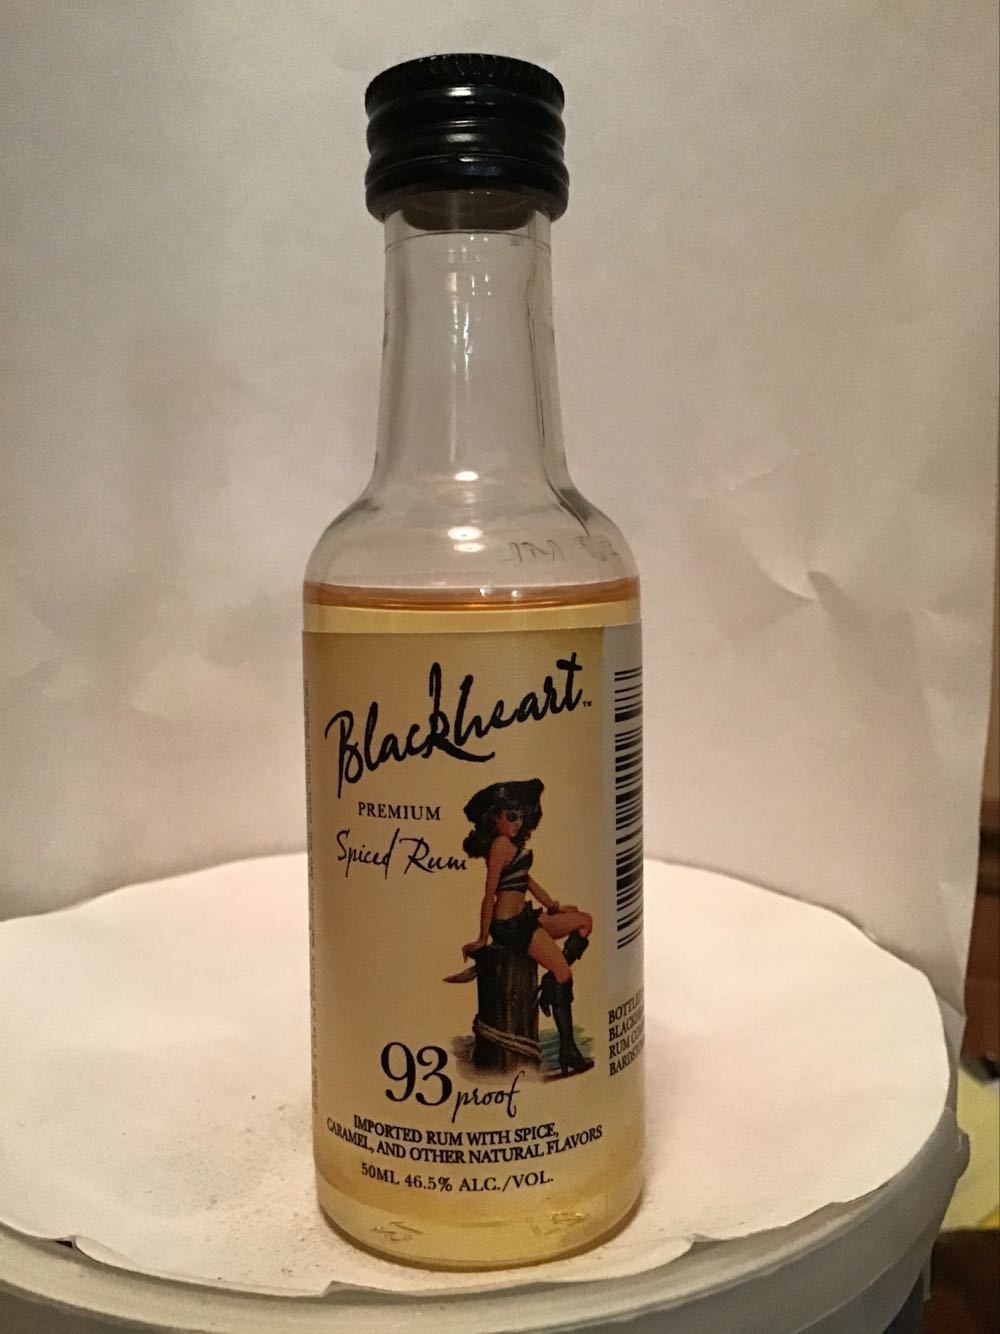 Blackheart™
PREMIUM
Spiced Rum
93 proof
IMPORTED RUM WITH SPICE,
CARAMEL, AND OTHER NATURAL FLAVORS
50ML 46.5% ALC./VOL.
RUM